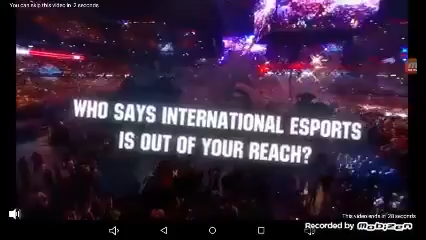 You can skip this video in 2 seconds
WHO SAYS INTERNATIONAL ESPORTS
IS OUT OF YOUR REACH?
This video ends in 28 seconds
Recorded by MobiZen